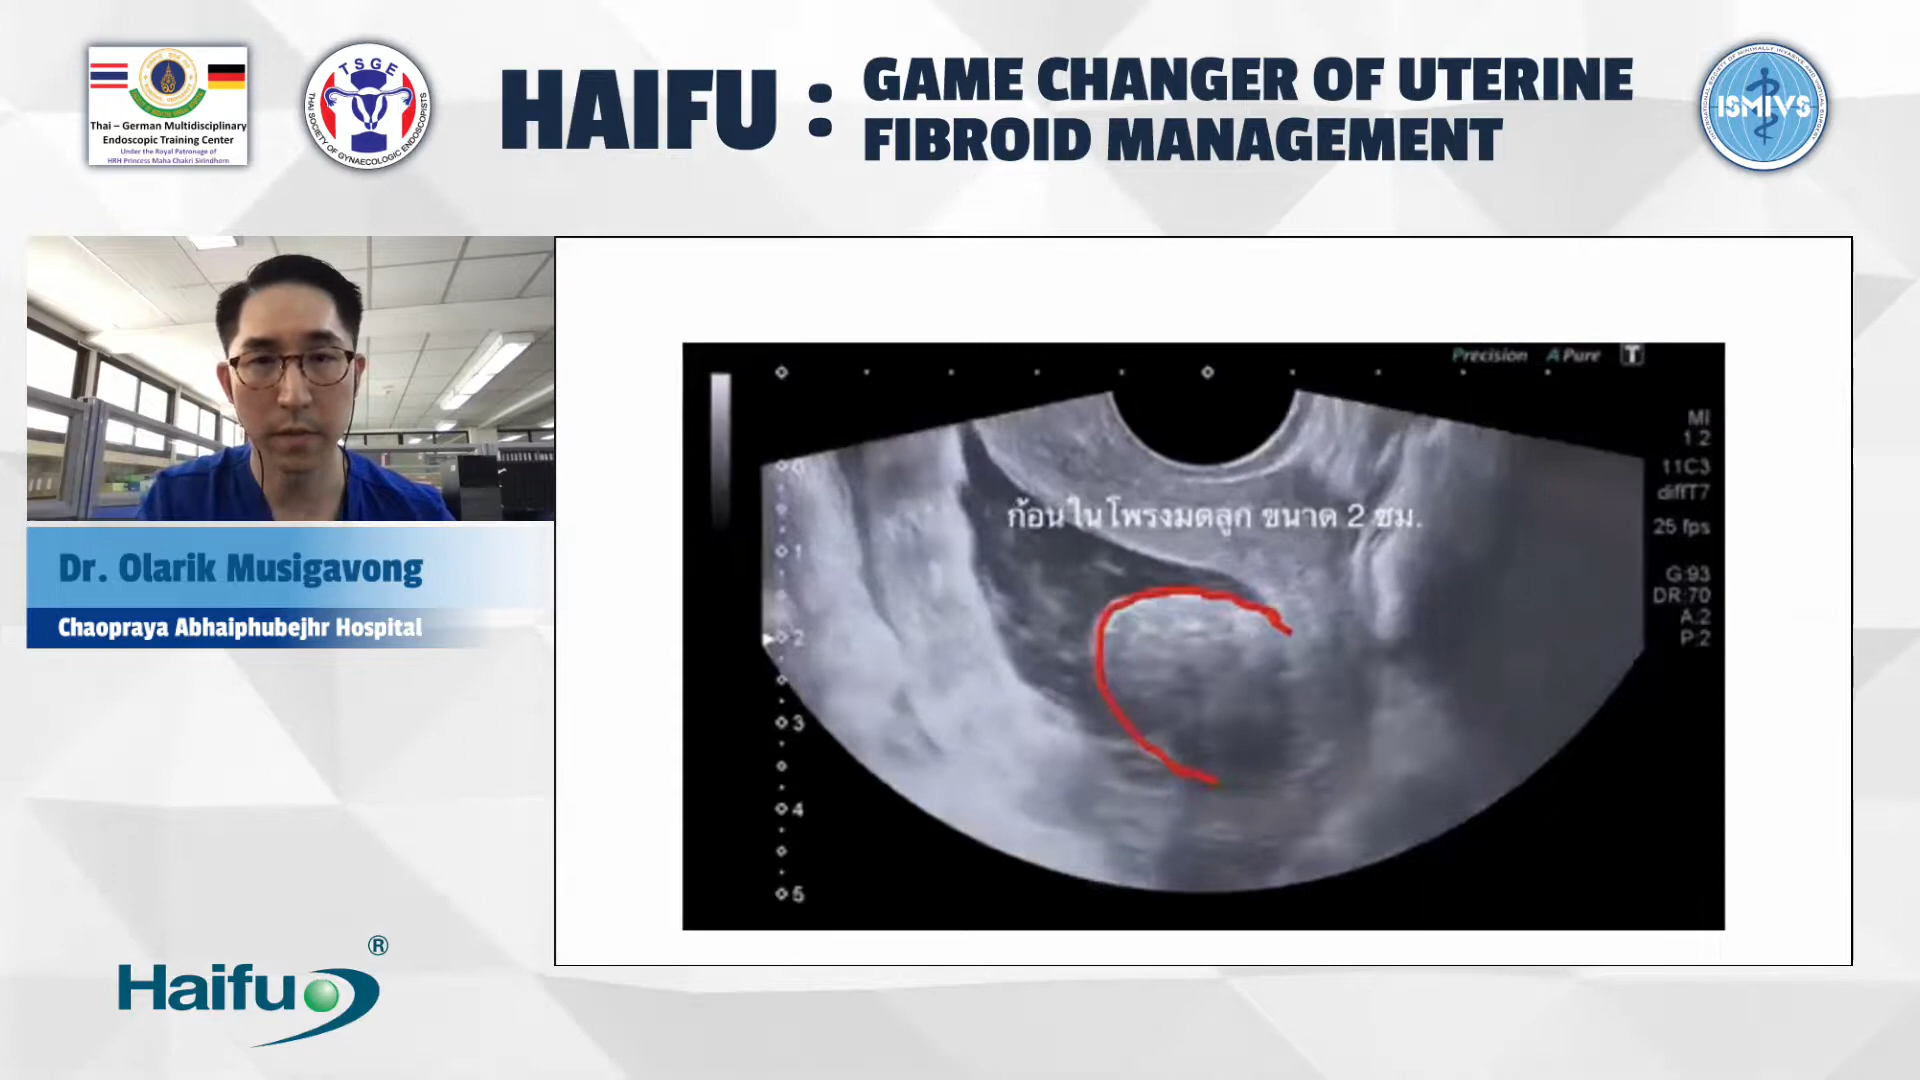 Thai – German Multidisciplinary
Endoscopic Training Center
Under the Royal Patronage of
HRH Princess Maha Chakri Sirindhorn
TSGE
THAI SOCIETY OF GYNAECOLOGIC ENDOSCOPISTS
HAIFU :
GAME CHANGER OF UTERINE
FIBROID MANAGEMENT
ISMIVS
Dr. Olarik Musigavong
Chaopraya Abhaiphubejhr Hospital
Haifu®
Precision APure T
MI
1.2
11C3
diffT7
25 fps
G:93
DR:70
A:2
P:2
ก้อนในโพรงมดลูก ขนาด 2 ซม.
0
1
2
3
4
5